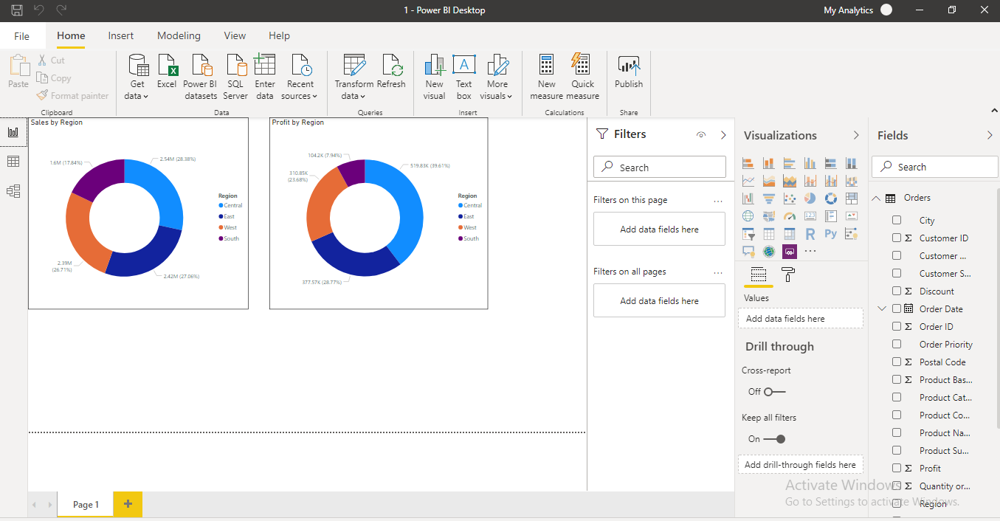 1 - Power BI Desktop
My Analytics
File
Home
Insert
Modeling
View
Help
Paste
Cut
Copy
Format painter
Clipboard
Get data
Excel
Power BI datasets
SQL Server
Enter data
Recent sources
Data
Transform data
Refresh
Queries
New visual
Text box
More visuals
Insert
New measure
Quick measure
Calculations
Publish
Share
Sales by Region
1.6M (17.84%)
2.54M (28.38%)
2.39M
(26.71%)
2.42M (27.06%)
Region
Central
East
West
South
Profit by Region
104.2K (7.94%)
519.83K (39.61%)
310.85K
(23.68%)
377.57K (28.77%)
Region
Central
East
West
South
Page 1
Filters
Search
Filters on this page
Add data fields here
Filters on all pages
Add data fields here
Visualizations
123
R
Py
Values
Add data fields here
Drill through
Cross-report
Off
Keep all filters
On
Add drill-through fields here
Fields
Search
Orders
City
Customer ID
Customer ...
Customer S...
Discount
Order Date
Order ID
Order Priority
Postal Code
Product Bas...
Product Cat...
Product Co...
Product Na...
Product Su...
Profit
Quantity or...
Region
Activate Windows
Go to Settings to activate Windows.